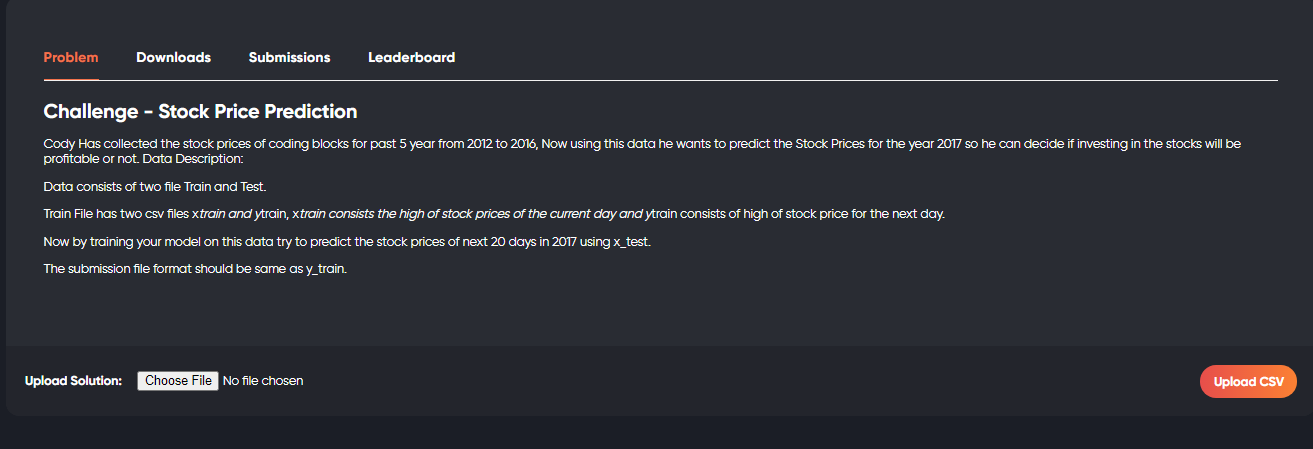 Problem Downloads Submissions Leaderboard
Challenge - Stock Price Prediction
Cody Has collected the stock prices of coding blocks for past 5 year from 2012 to 2016, Now using this data he wants to predict the Stock Prices for the year 2017 so he can decide if investing in the stocks will be
profitable or not. Data Description:
Data consists of two file Train and Test.
Train File has two csv files xtrain and ytrain, xtrain consists the high of stock prices of the current day and ytrain consists of high of stock price for the next day.
Now by training your model on this data try to predict the stock prices of next 20 days in 2017 using x_test.
The submission file format should be same as y_train.
Upload Solution: Choose File No file chosen Upload CSV